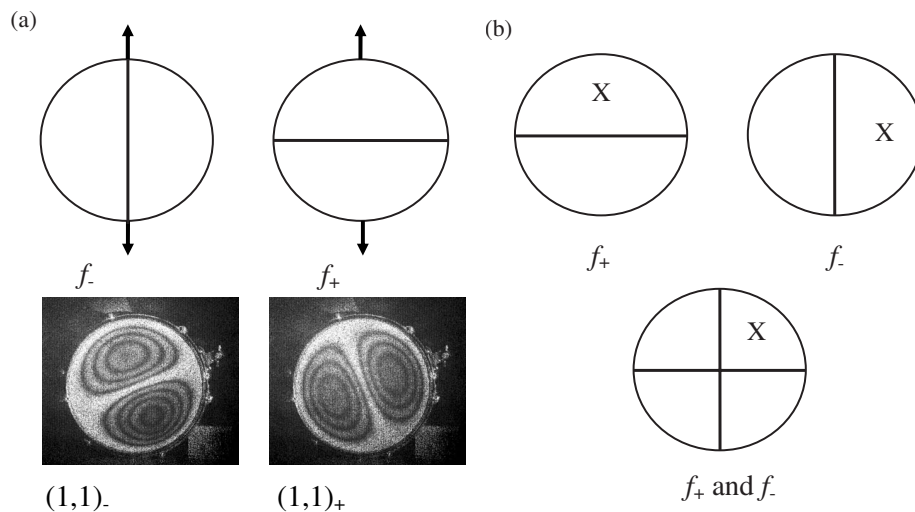 (a)
f- f+
(1,1)- (1,1)+
(b)
X
X
f+ f-
X
f+ and f-